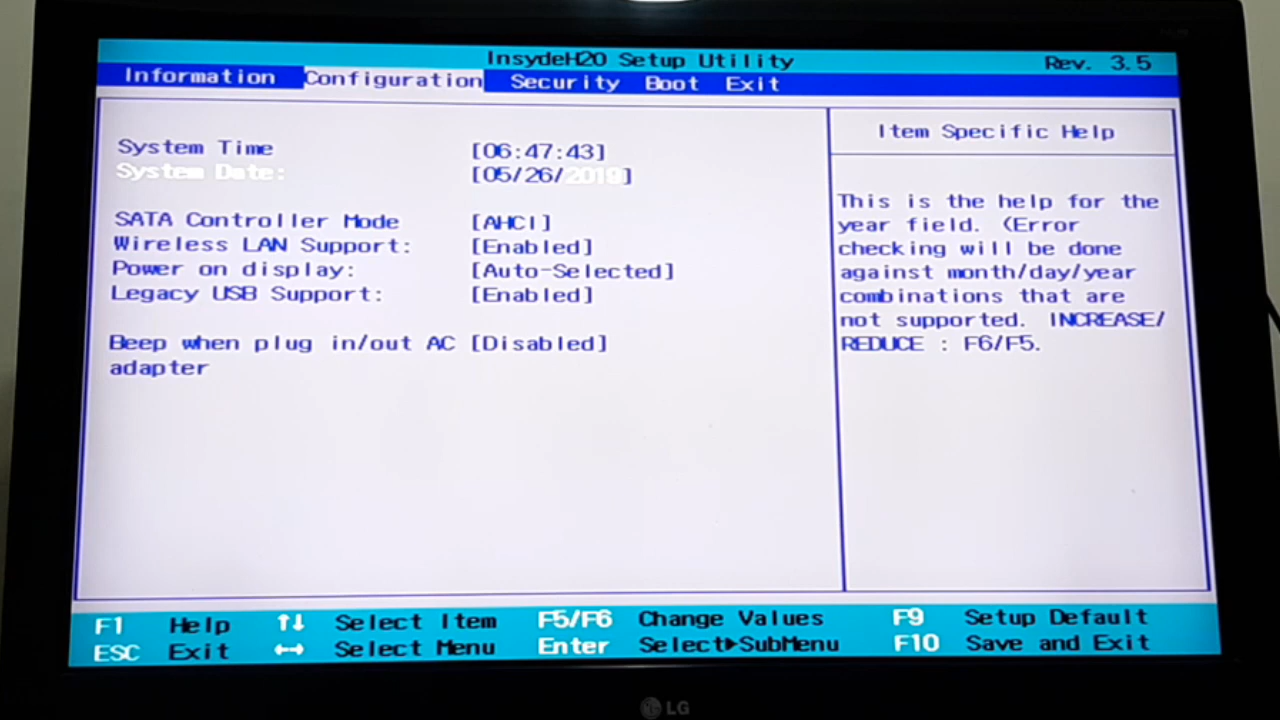 InsydeH20 Setup Utility Rev. 3.5
Information Configuration Security Boot Exit
Item Specific Help
System Time [06:47:43]
System Date: [05/26/2019]
SATA Controller Mode [AHCI]
Wireless LAN Support: [Enabled]
Power on display: [Auto-Selected]
Legacy USB Support: [Enabled]
Beep when plug in/out AC [Disabled]
adapter
This is the help for the
year field. (Error
checking will be done
against month/day/year
combinations that are
not supported. INCREASE/
REDUCE : F6/F5.
F1 Help ↑↓ Select Item F5/F6 Change Values F9 Setup Default
ESC Exit ↔ Select Menu Enter Select▶SubMenu F10 Save and Exit
LG